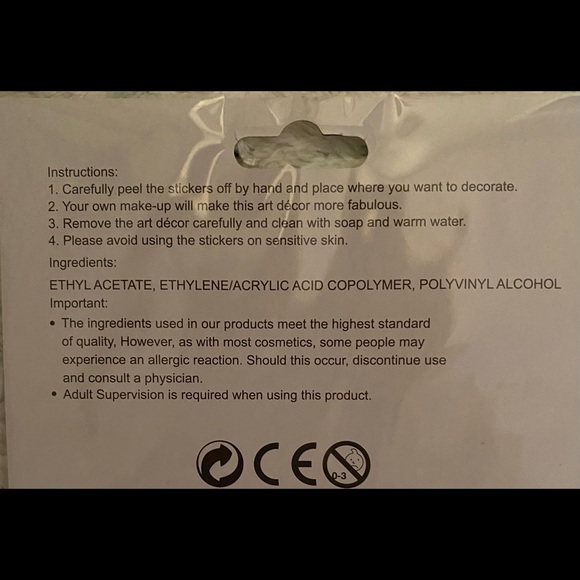 Instructions:
1. Carefully peel the stickers off by hand and place where you want to decorate.
2. Your own make-up will make this art décor more fabulous.
3. Remove the art décor carefully and clean with soap and warm water.
4. Please avoid using the stickers on sensitive skin.
Ingredients:
ETHYL ACETATE, ETHYLENE/ACRYLIC ACID COPOLYMER, POLYVINYL ALCOHOL
Important:
• The ingredients used in our products meet the highest standard
of quality, However, as with most cosmetics, some people may
experience an allergic reaction. Should this occur, discontinue use
and consult a physician.
• Adult Supervision is required when using this product.
CE 0-3